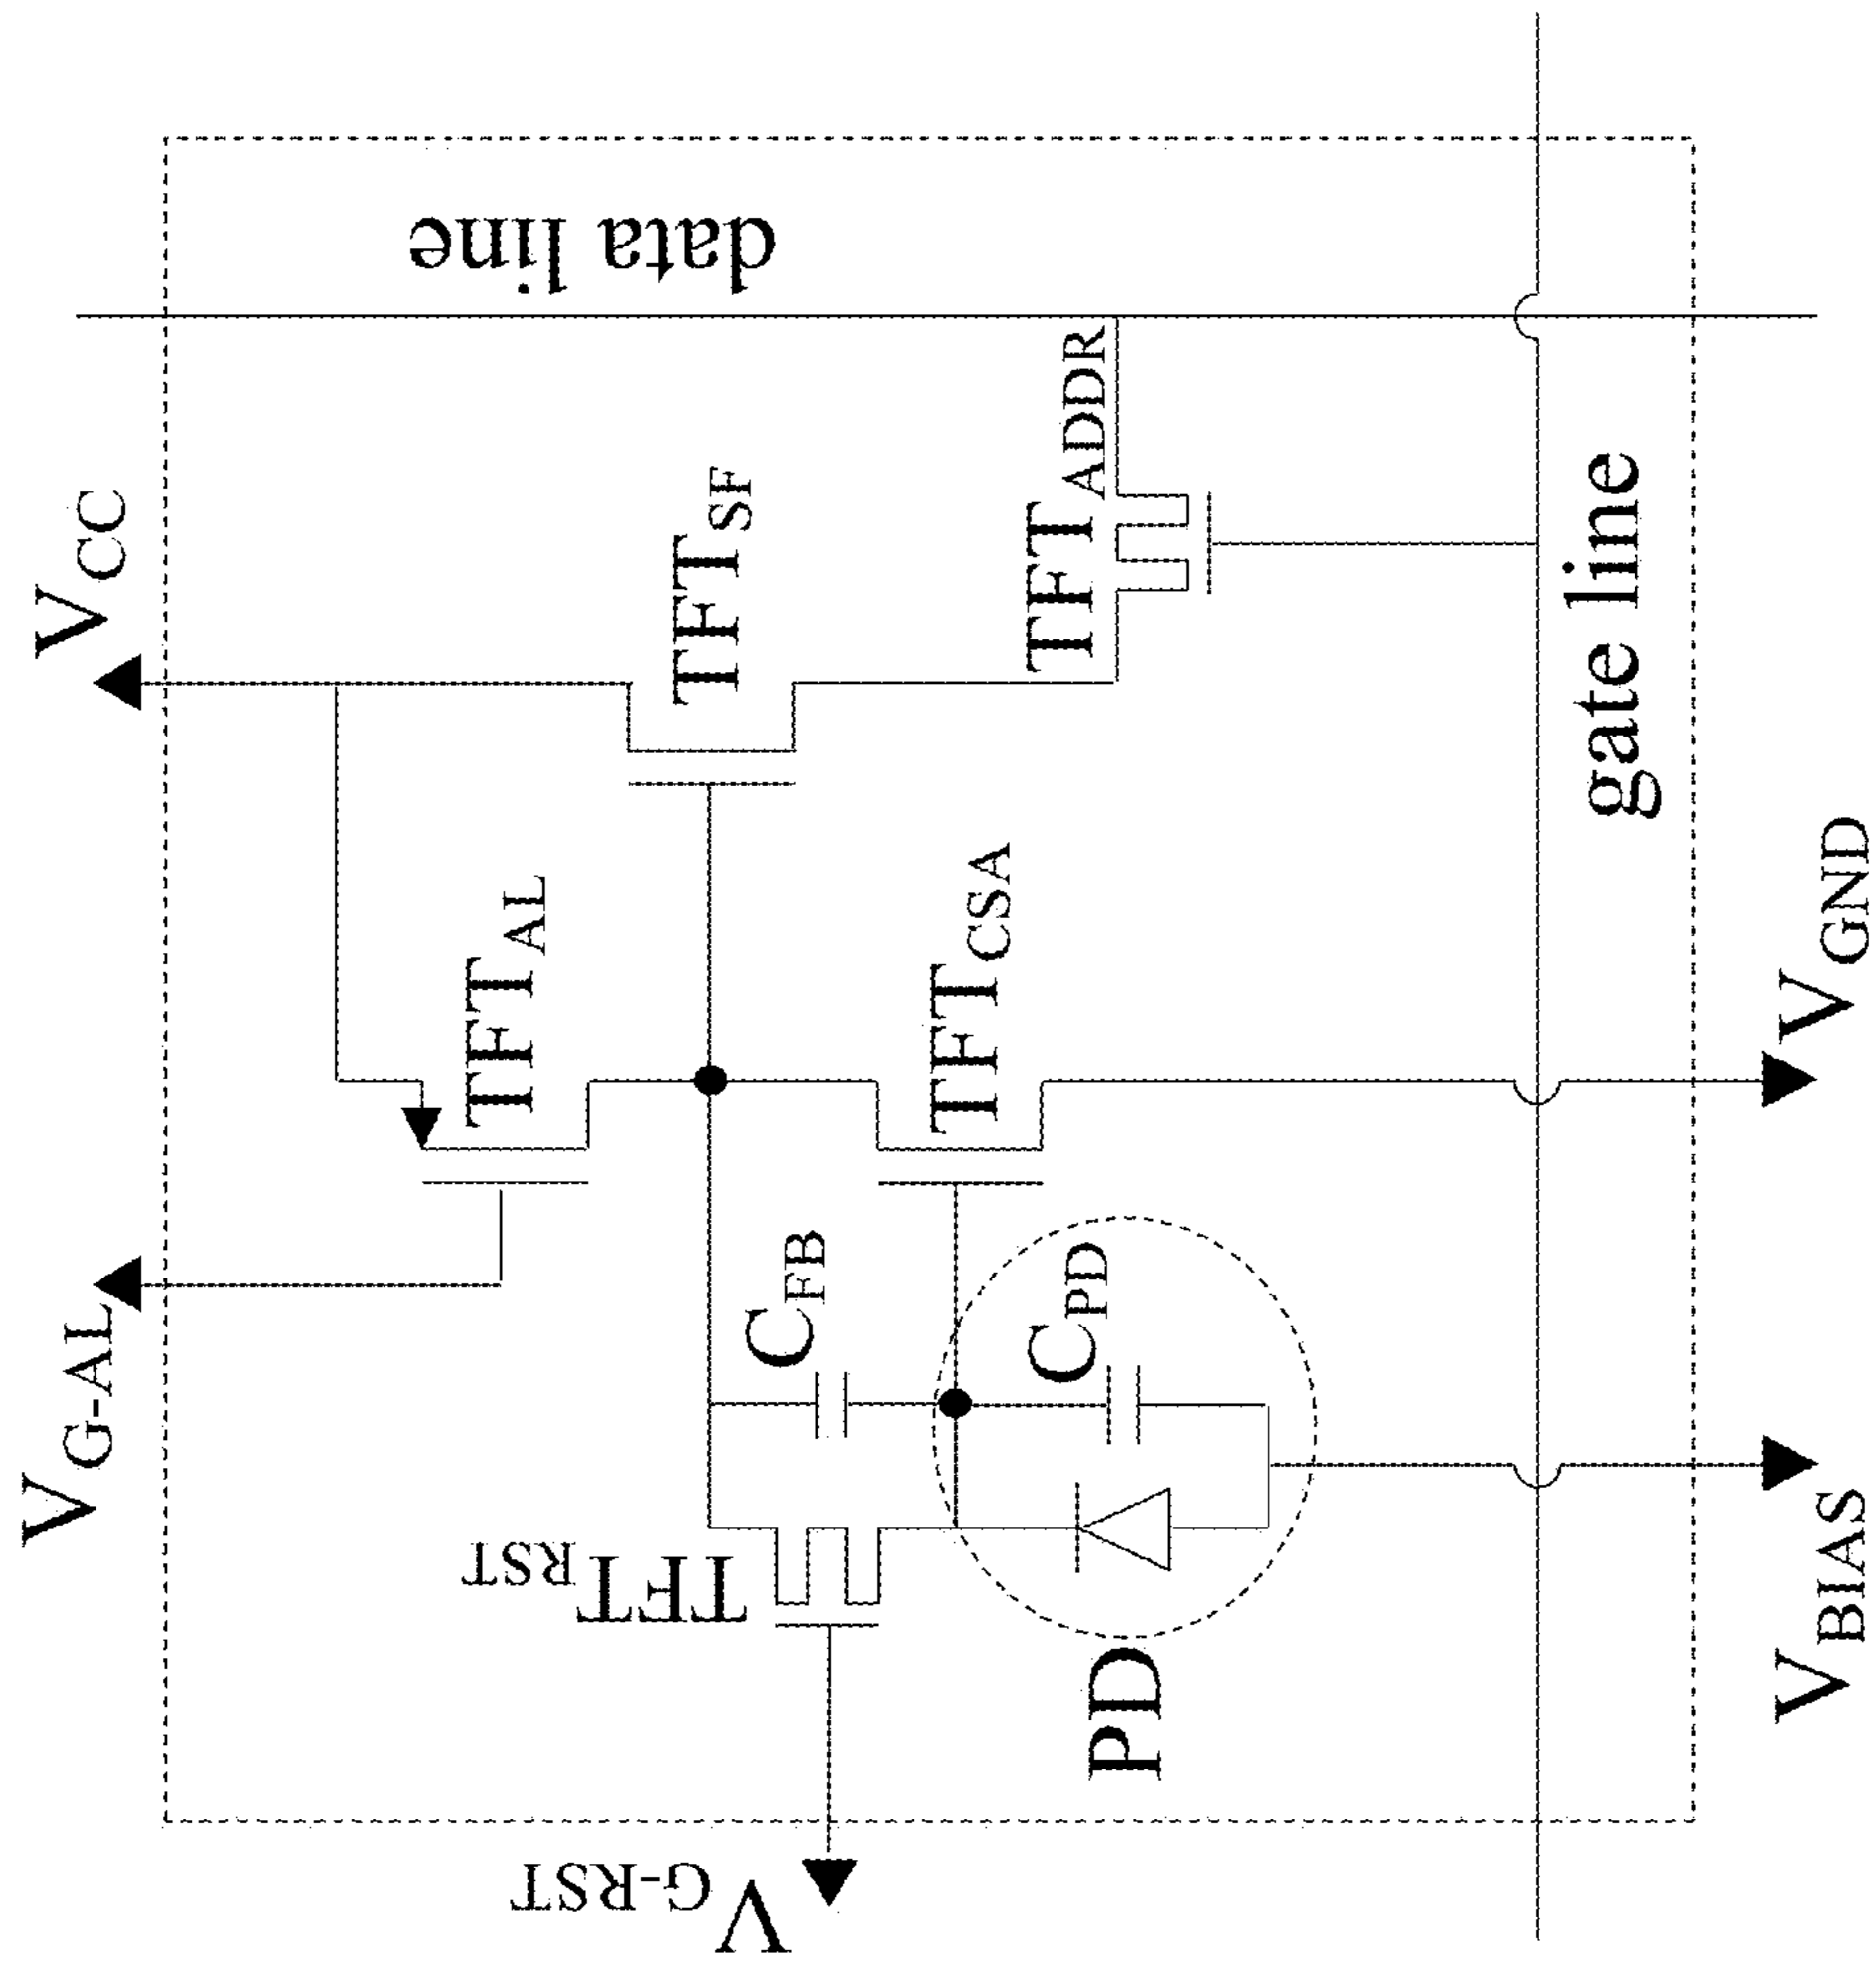 V_CC
V_G-AL
data line
TFT_SF
TFT_AL
TFT_ADDR
TFT_CSA
C_FB
C_PD
TFT_RST
PD
V_G-RST
gate line
V_GND
V_BIAS